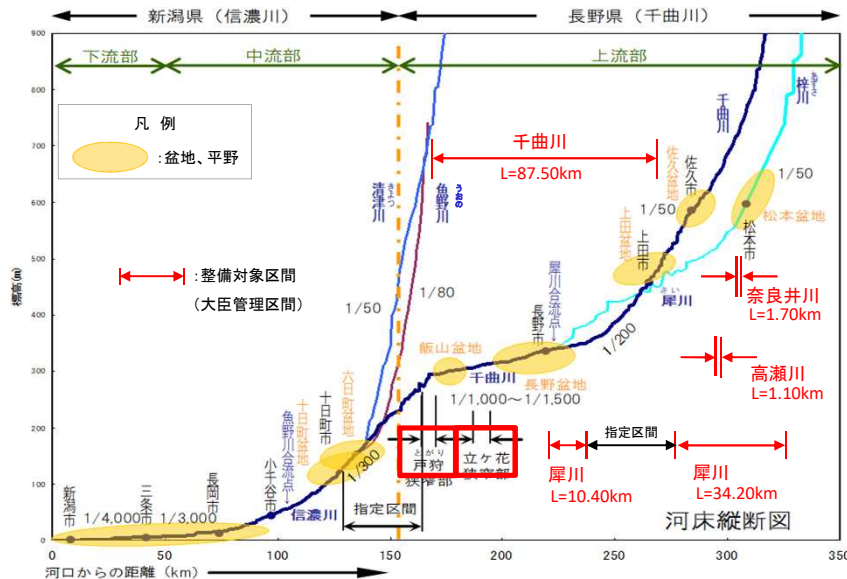 新潟県（信濃川）
長野県（千曲川）
下流部
中流部
上流部
凡 例
：盆地、平野
：整備対象区間
（大臣管理区間）
標高(m)
900
800
700
600
500
400
300
200
100
0
0
50
100
150
200
250
300
350
河口からの距離（km）
河床縦断図
千曲川
L=87.50km
清津川
きよつ
魚野川
うおの
千曲川
梓川
あずさ
佐久盆地
佐久市
1/50
1/50
松本盆地
松本市
上田盆地
上田市
犀川
さい
犀川合流点
長野市
長野盆地
飯山盆地
千曲川
1/200
1/1,000～1/1,500
1/50
1/80
奈良井川
L=1.70km
高瀬川
L=1.10km
犀川
L=10.40km
指定区間
犀川
L=34.20km
とがり
戸狩
狭窄部
立ヶ花
狭窄部
指定区間
十日町盆地
六日町盆地
十日町市
魚野川合流点
小千谷市
長岡市
三条市
新潟市
信濃川
1/300
1/3,000
1/4,000